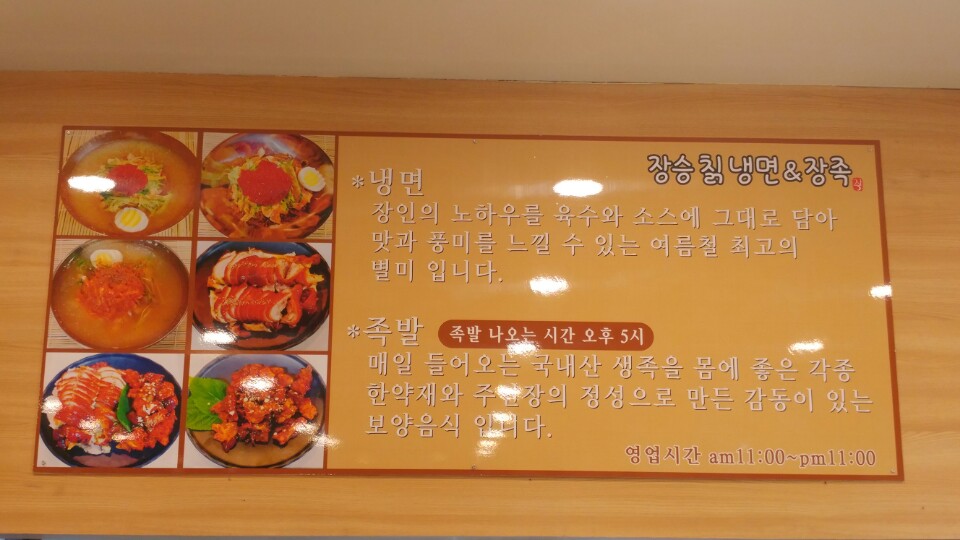 장승칡냉면&장족
*냉면
장인의 노하우를 육수와 소스에 그대로 담아
맛과 풍미를 느낄 수 있는 여름철 최고의
별미 입니다.
*족발 족발 나오는 시간 오후 5시
매일 들어오는 국내산 생족을 몸에 좋은 각종
한약재와 주방장의 정성으로 만든 감동이 있는
보양음식 입니다.
영업시간 am11:00~pm11:00